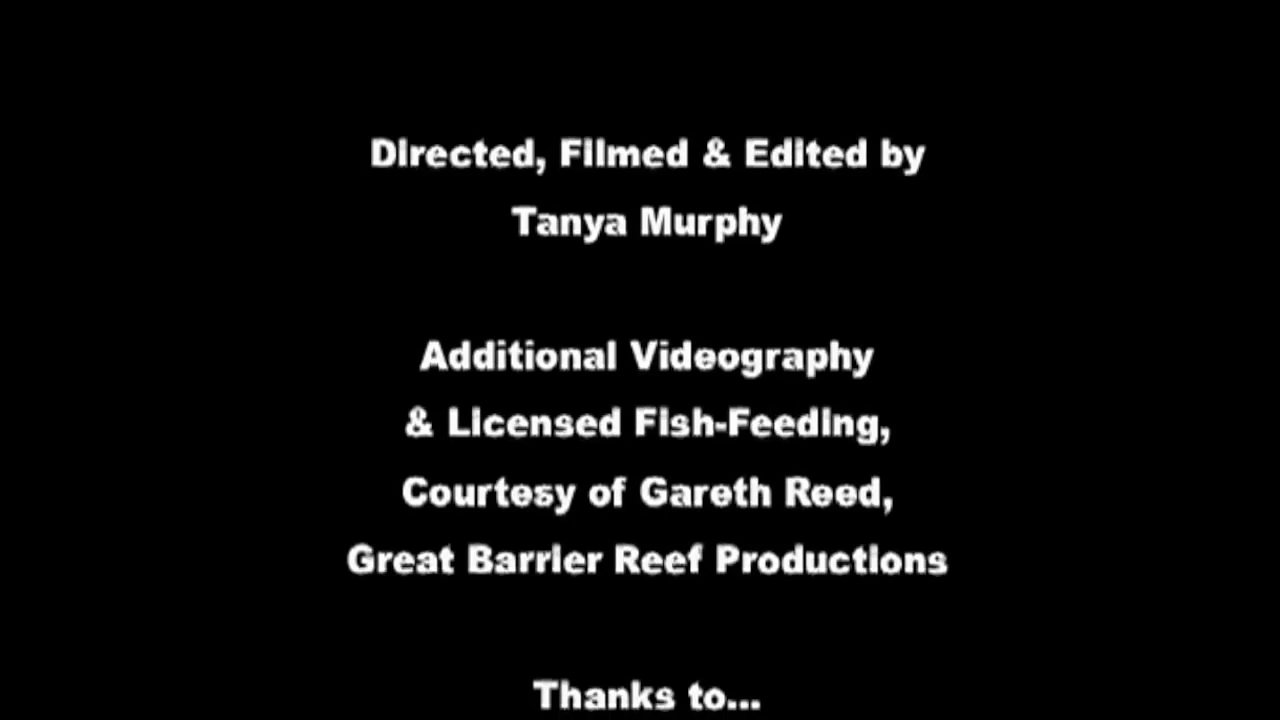 Directed, Filmed & Edited by
Tanya Murphy
Additional Videography
& Licensed Fish-Feeding,
Courtesy of Gareth Reed,
Great Barrier Reef Productions
Thanks to...